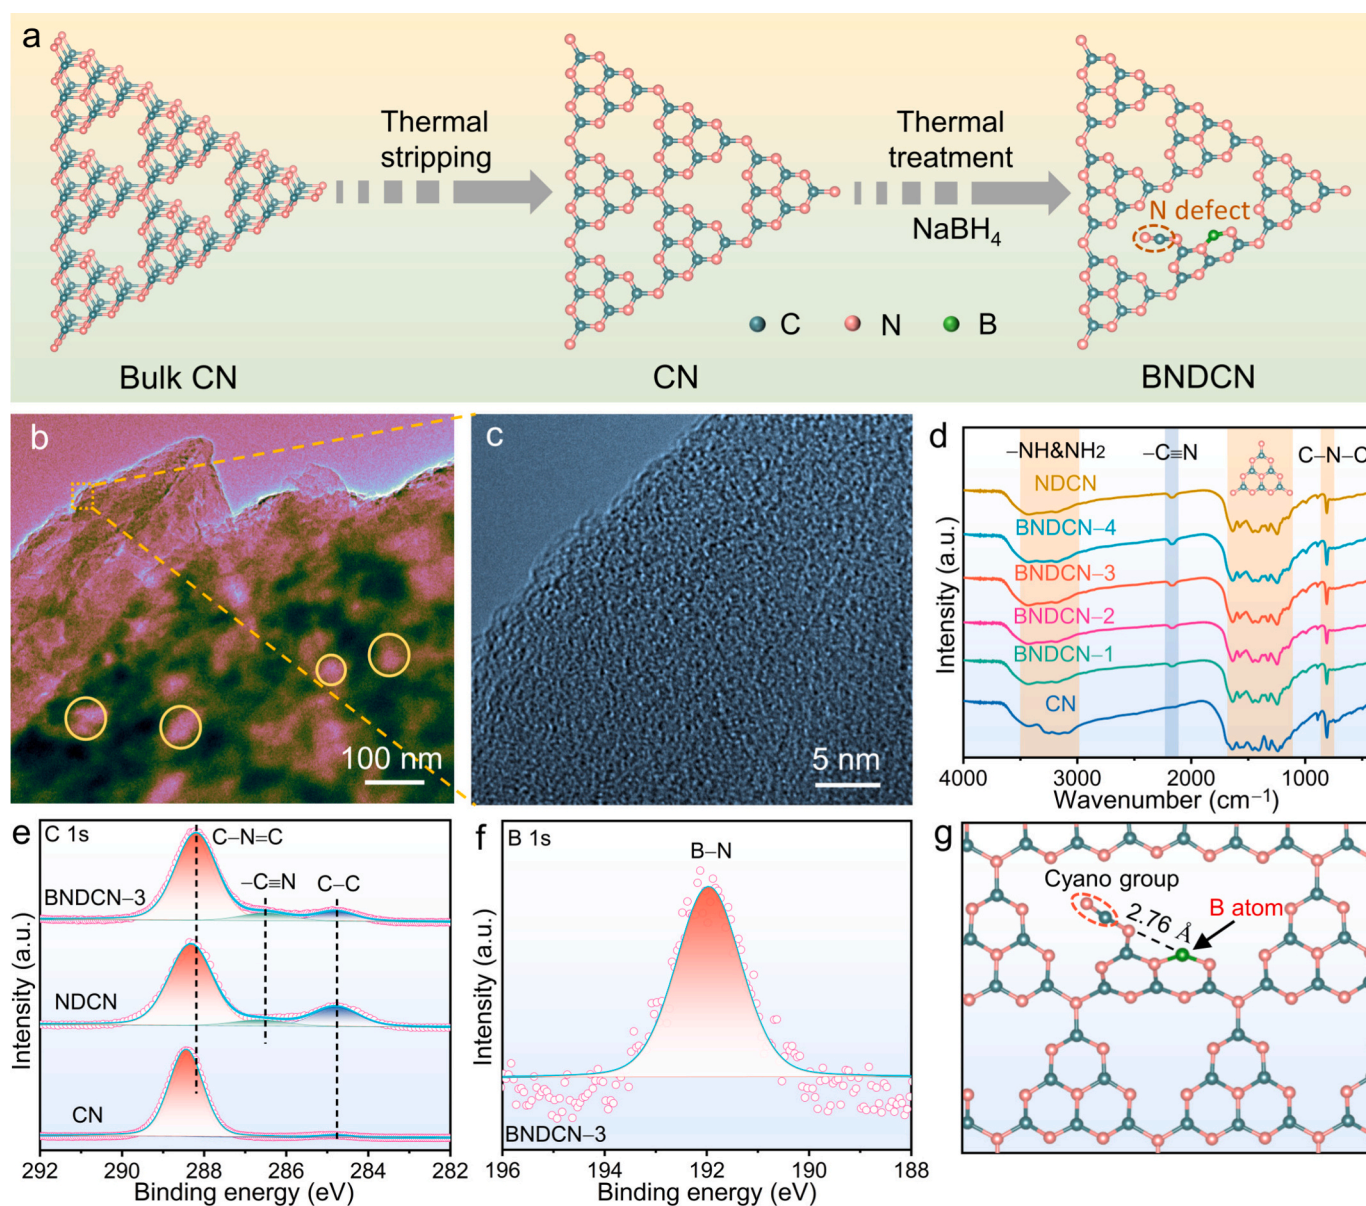 a
Thermal
stripping
Thermal
treatment
NaBH4
N defect
C
N
B
Bulk CN
CN
BNDCN
b
100 nm
c
5 nm
d
–NH&NH2
–C≡N
C–N–C
NDCN
BNDCN–4
BNDCN–3
BNDCN–2
BNDCN–1
CN
Intensity (a.u.)
4000 3000 2000 1000
Wavenumber (cm⁻¹)
e
C 1s
C–N=C
–C≡N
C–C
BNDCN–3
NDCN
CN
Intensity (a.u.)
292 290 288 286 284 282
Binding energy (eV)
f
B 1s
B–N
BNDCN–3
Intensity (a.u.)
196 194 192 190 188
Binding energy (eV)
g
Cyano group
2.76 Å
B atom